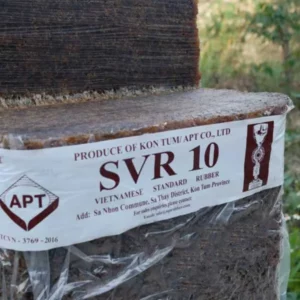 PRODUCE OF KON TUM/ APT CO., LTD
SVR 10
VIETNAMESE STANDARD RUBBER
Add: Sa Nhon Commune, Sa Thay District, Kon Tum Province
APT
TCVN - 3769 - 2016